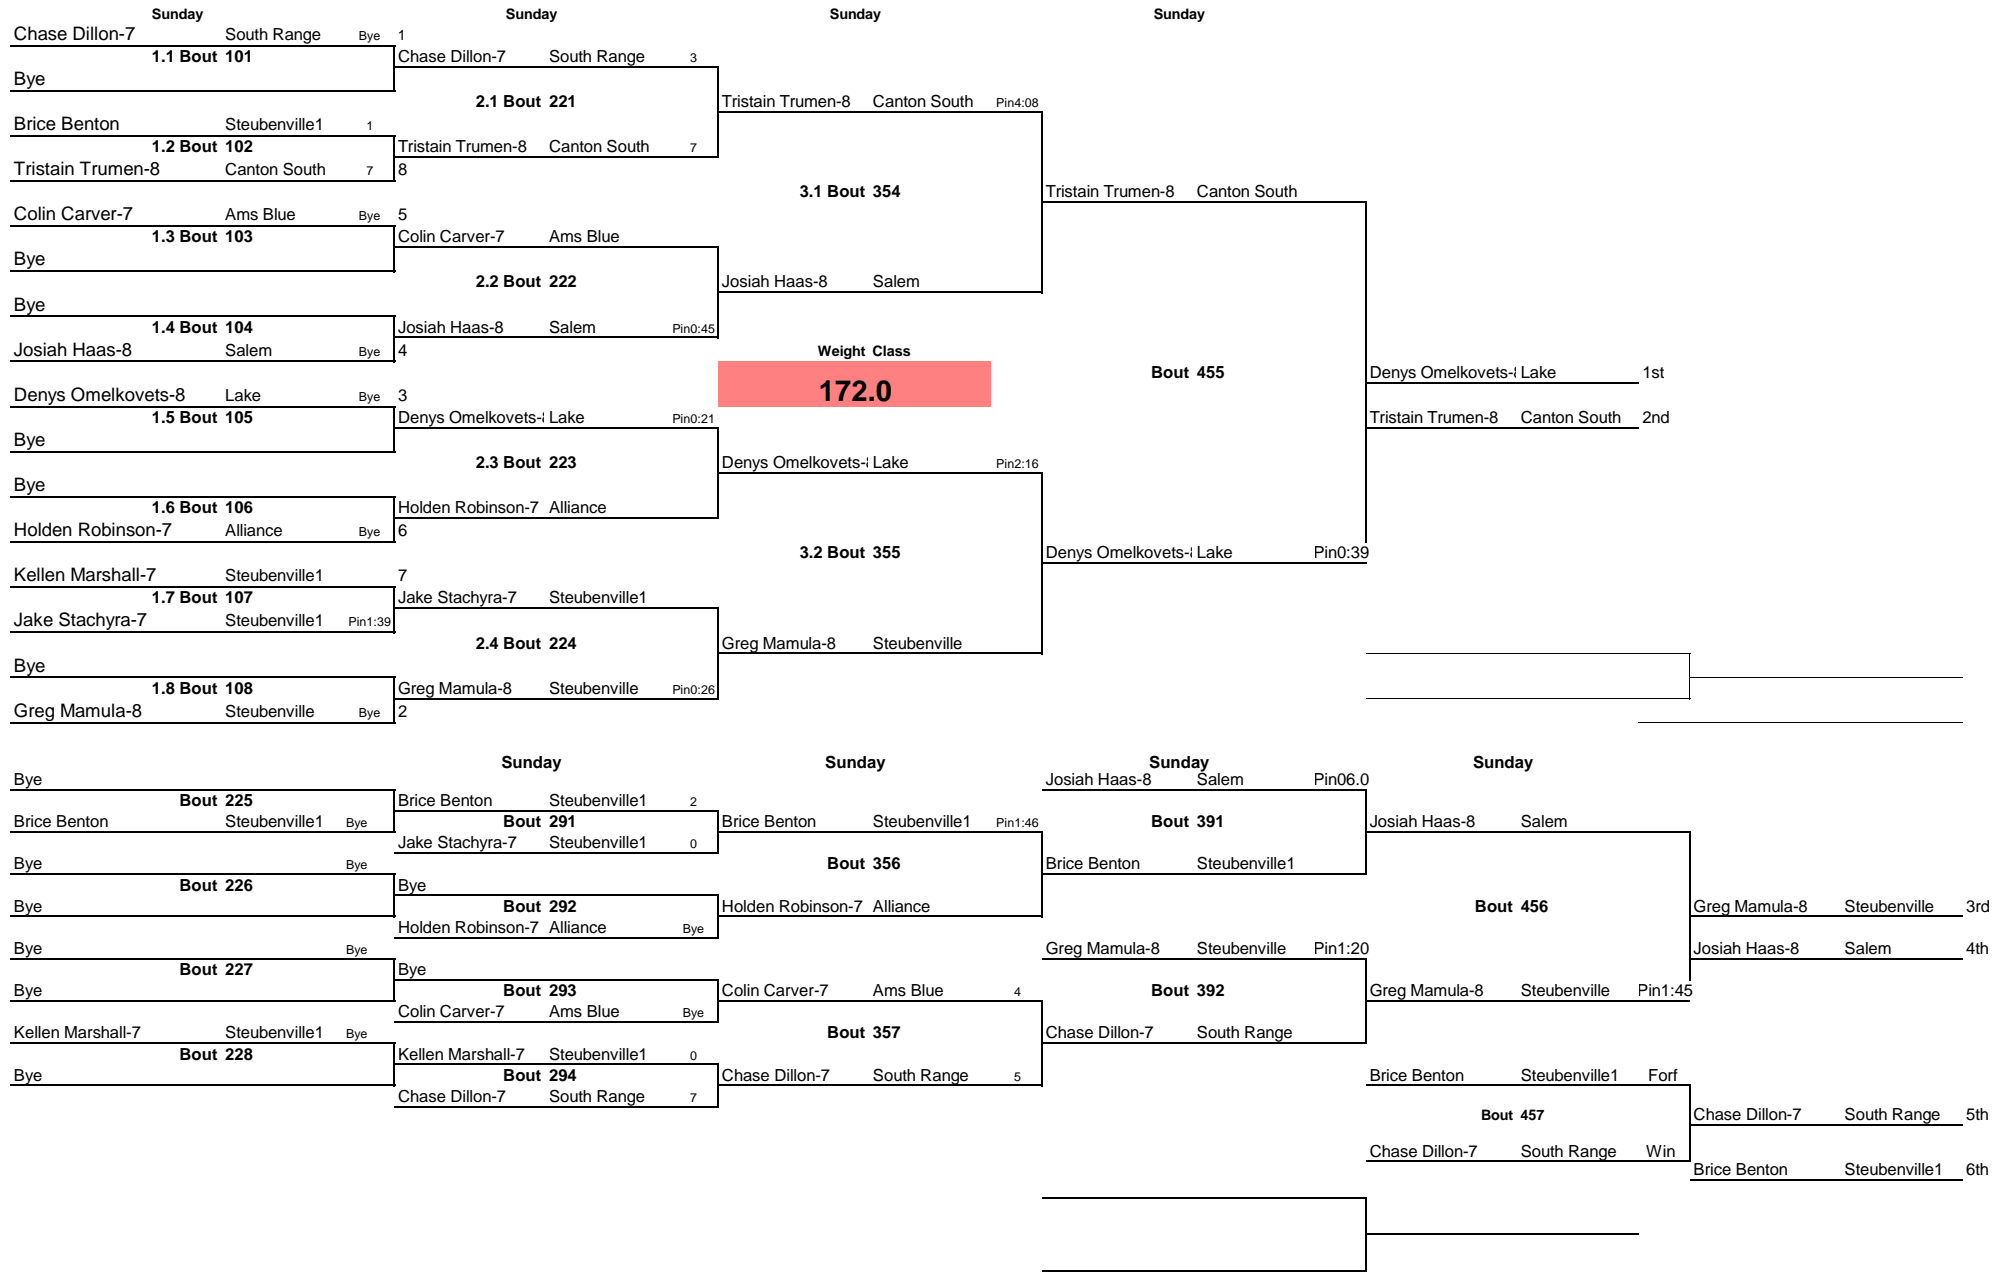 Sunday Sunday Sunday Sunday
Chase Dillon-7 South Range Bye 1
1.1 Bout 101 Chase Dillon-7 South Range 3
Bye
2.1 Bout 221 Tristain Trumen-8 Canton South Pin4:08
Brice Benton Steubenville1 1
1.2 Bout 102 Tristain Trumen-8 Canton South 7
Tristain Trumen-8 Canton South 7 8
3.1 Bout 354 Tristain Trumen-8 Canton South
Colin Carver-7 Ams Blue Bye 5
1.3 Bout 103 Colin Carver-7 Ams Blue
Bye
2.2 Bout 222 Josiah Haas-8 Salem
Bye
1.4 Bout 104 Josiah Haas-8 Salem Pin0:45
Josiah Haas-8 Salem Bye 4 Weight Class
Bout 455 Denys Omelkovets- Lake 1st
Denys Omelkovets-8 Lake Bye 3 172.0
1.5 Bout 105 Denys Omelkovets- Lake Pin0:21 Tristain Trumen-8 Canton South 2nd
Bye
2.3 Bout 223 Denys Omelkovets- Lake Pin2:16
Bye
1.6 Bout 106 Holden Robinson-7 Alliance
Holden Robinson-7 Alliance Bye 6
3.2 Bout 355 Denys Omelkovets- Lake Pin0:39
Kellen Marshall-7 Steubenville1 7
1.7 Bout 107 Jake Stachyra-7 Steubenville1
Jake Stachyra-7 Steubenville1 Pin1:39
2.4 Bout 224 Greg Mamula-8 Steubenville
Bye
1.8 Bout 108 Greg Mamula-8 Steubenville Pin0:26
Greg Mamula-8 Steubenville Bye 2
Sunday Sunday Sunday Sunday
Bye Josiah Haas-8 Salem Pin06.0
Bout 225 Brice Benton Steubenville1 2
Brice Benton Steubenville1 Bye Bout 291 Brice Benton Steubenville1 Pin1:46 Bout 391 Josiah Haas-8 Salem
Jake Stachyra-7 Steubenville1 0
Bye Bye Bout 356 Brice Benton Steubenville1
Bout 226 Bye
Bye Bout 292 Holden Robinson-7 Alliance Bout 456 Greg Mamula-8 Steubenville 3rd
Holden Robinson-7 Alliance Bye
Bye Bye Greg Mamula-8 Steubenville Pin1:20 Josiah Haas-8 Salem 4th
Bout 227 Bye
Bye Bout 293 Colin Carver-7 Ams Blue 4 Bout 392 Greg Mamula-8 Steubenville Pin1:45
Colin Carver-7 Ams Blue Bye
Kellen Marshall-7 Steubenville1 Bye Bout 357 Chase Dillon-7 South Range
Bout 228 Kellen Marshall-7 Steubenville1 0
Bye Bout 294 Chase Dillon-7 South Range 5 Brice Benton Steubenville1 Forf
Chase Dillon-7 South Range 7
Bout 457 Chase Dillon-7 South Range 5th
Chase Dillon-7 South Range Win
Brice Benton Steubenville1 6th